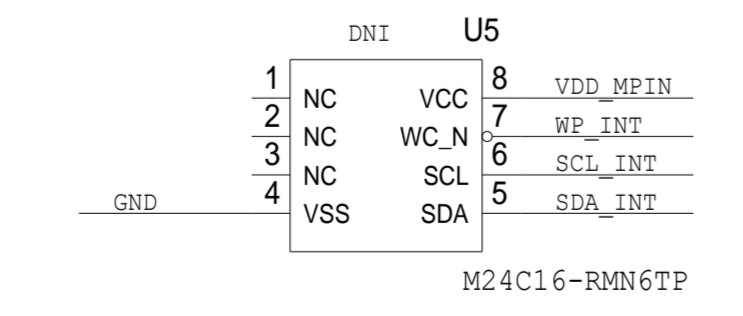 DNI U5
1 NC VCC 8 VDD_MPIN
2 NC WC_N 7 WP_INT
3 NC SCL 6 SCL_INT
GND 4 VSS SDA 5 SDA_INT
M24C16-RMN6TP